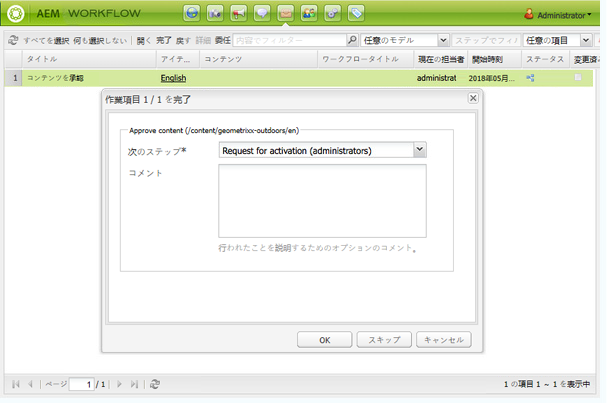 AEM WORKFLOW Administrator
すべてを選択 何も選択しない 開く 完了 戻す 詳細 委任 内容でフィルター 任意のモデル ステップでフィル 任意の項目
タイトル アイテ... コンテンツ ワークフロータイトル 現在の担当者 開始時刻 ステータス 変更済み
1 コンテンツを承認 English administrat 2018年05月...
作業項目 1 / 1 を完了
Approve content (/content/geometrixx-outdoors/en)
次のステップ* Request for activation (administrators)
コメント
行われたことを説明するためのオプションのコメント。
OK スキップ キャンセル
ページ 1 / 1 1 の項目 1 ~ 1 を表示中